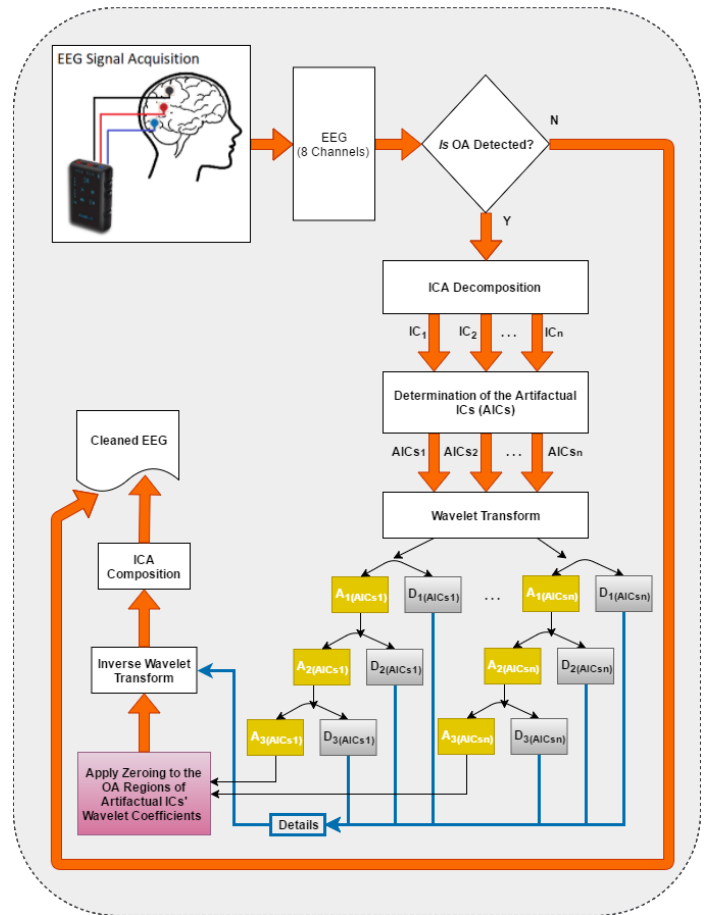 EEG Signal Acquisition
EEG
(8 Channels)
Is OA Detected?
N
Y
ICA Decomposition
IC1 IC2 ... ICn
Determination of the Artifactual
ICs (AICs)
AICs1 AICs2 ... AICsn
Wavelet Transform
Cleaned EEG
ICA
Composition
Inverse Wavelet
Transform
Apply Zeroing to the
OA Regions of
Artifactual ICs'
Wavelet Coefficients
A1(AICs1) D1(AICs1) ... A1(AICsn) D1(AICsn)
A2(AICs1) D2(AICs1) A2(AICsn) D2(AICsn)
A3(AICs1) D3(AICs1) A3(AICsn) D3(AICsn)
Details